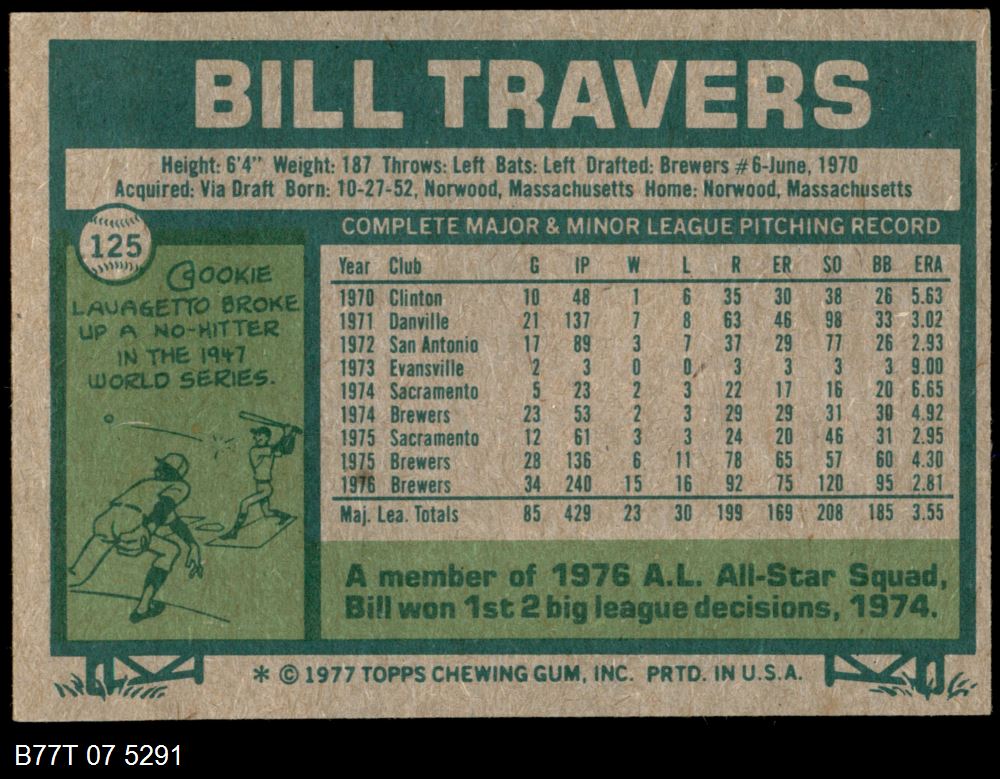 BILL TRAVERS
Height: 6'4" Weight: 187 Throws: Left Bats: Left Drafted: Brewers #6-June, 1970
Acquired: Via Draft Born: 10-27-52, Norwood, Massachusetts Home: Norwood, Massachusetts
125
COOKIE
LAVAGETTO BROKE
UP A NO-HITTER
IN THE 1947
WORLD SERIES.
COMPLETE MAJOR & MINOR LEAGUE PITCHING RECORD
Year Club G IP W L R ER SO BB ERA
1970 Clinton 10 48 1 6 35 30 38 26 5.63
1971 Danville 21 137 7 8 63 46 98 33 3.02
1972 San Antonio 17 89 3 7 37 29 77 26 2.93
1973 Evansville 2 3 0 0 3 3 3 3 9.00
1974 Sacramento 5 23 2 3 22 17 16 20 6.65
1974 Brewers 23 53 2 3 29 29 31 30 4.92
1975 Sacramento 12 61 3 3 24 20 46 31 2.95
1975 Brewers 28 136 6 11 78 65 57 60 4.30
1976 Brewers 34 240 15 16 92 75 120 95 2.81
Maj. Lea. Totals 85 429 23 30 199 169 208 185 3.55
A member of 1976 A.L. All-Star Squad,
Bill won 1st 2 big league decisions, 1974.
* © 1977 TOPPS CHEWING GUM, INC. PRTD. IN U.S.A.
B77T 07 5291